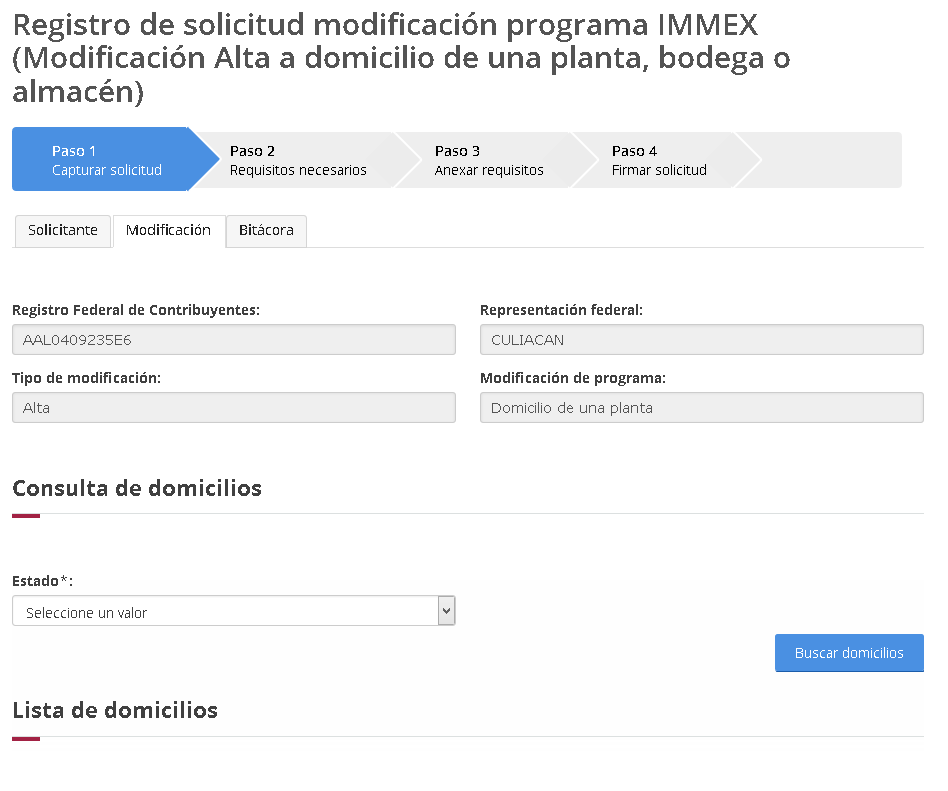 Registro de solicitud modificación programa IMMEX
(Modificación Alta a domicilio de una planta, bodega o
almacén)
Paso 1
Capturar solicitud
Paso 2
Requisitos necesarios
Paso 3
Anexar requisitos
Paso 4
Firmar solicitud
Solicitante
Modificación
Bitácora
Registro Federal de Contribuyentes:
Representación federal:
AAL0409235E6
CULIACAN
Tipo de modificación:
Modificación de programa:
Alta
Domicilio de una planta
Consulta de domicilios
Estado*:
Seleccione un valor
Buscar domicilios
Lista de domicilios